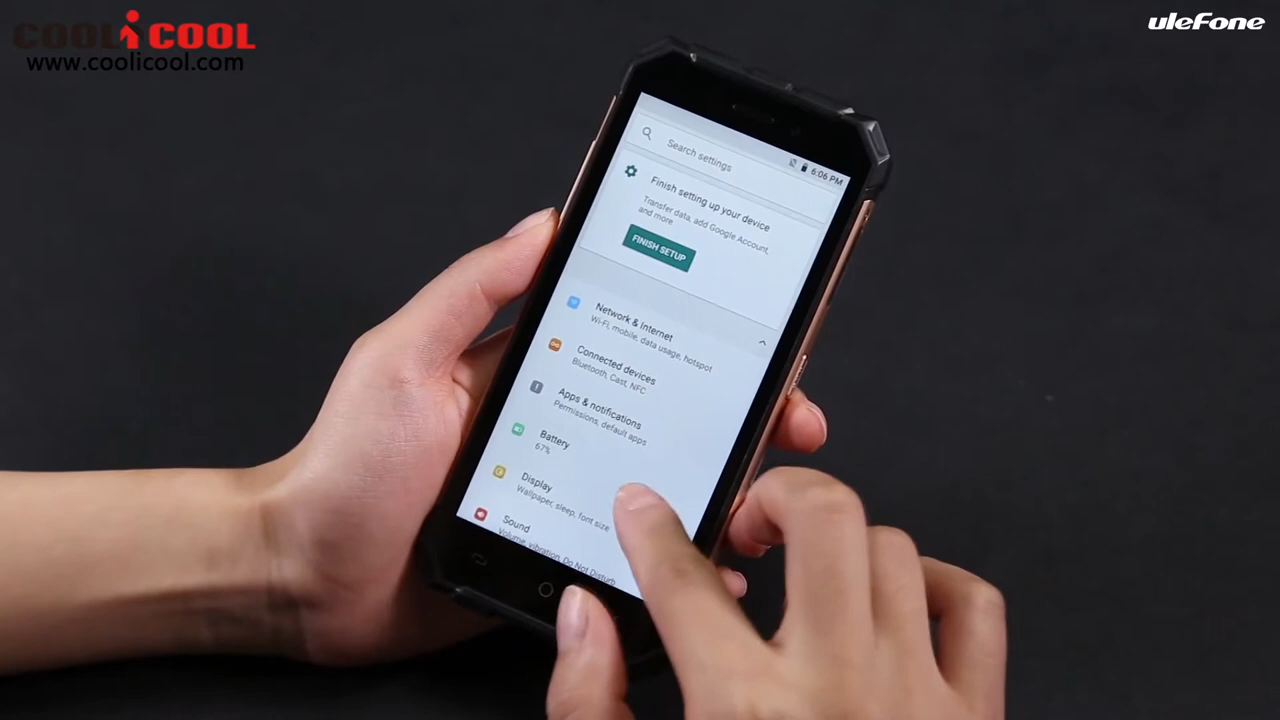 COOLiCOOL
www.coolicool.com
uleFone
6:06 PM
Search settings
Finish setting up your device
Transfer data, add Google Account,
and more
FINISH SETUP
Network & Internet
Wi-Fi, mobile, data usage, hotspot
Connected devices
Bluetooth, Cast, NFC
Apps & notifications
Permissions, default apps
Battery
67%
Display
Wallpaper, sleep, font size
Sound
Volume, vibration, Do Not Disturb